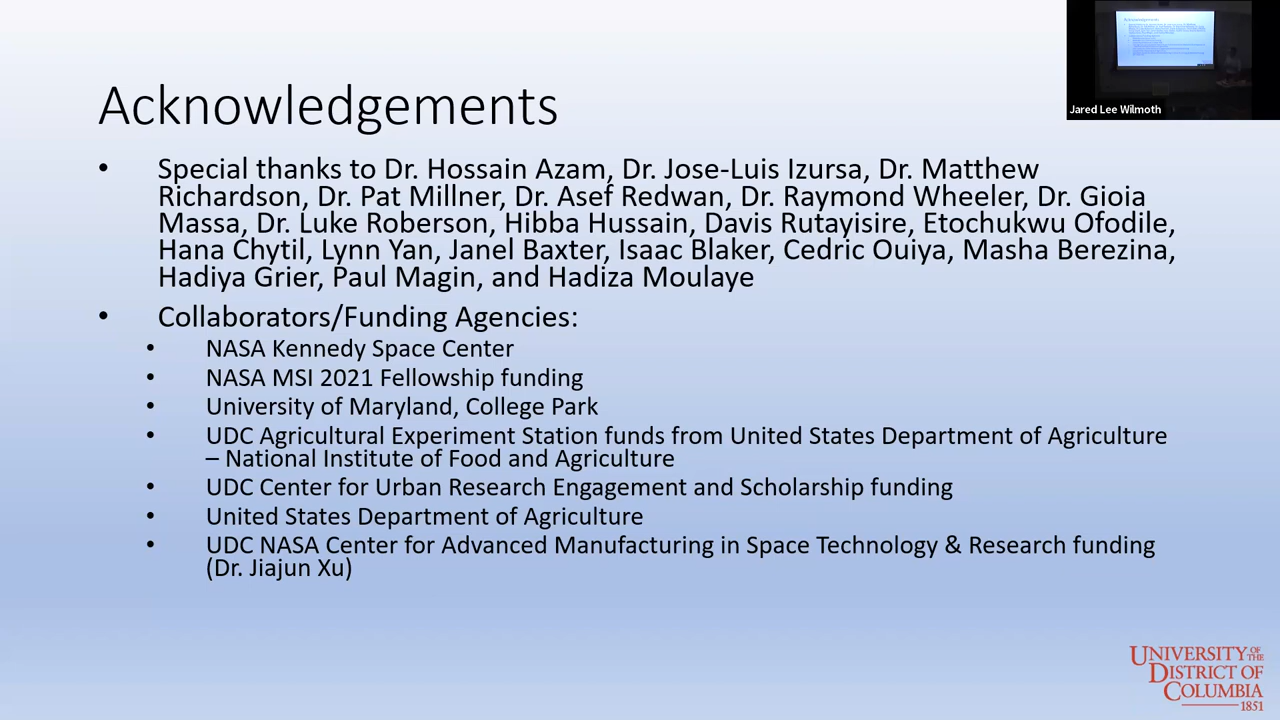 Acknowledgements
• Special thanks to Dr. Hossain Azam, Dr. Jose-Luis Izursa, Dr. Matthew
Richardson, Dr. Pat Millner, Dr. Asef Redwan, Dr. Raymond Wheeler, Dr. Gioia
Massa, Dr. Luke Roberson, Hibba Hussain, Davis Rutayisire, Etochukwu Ofodile,
Hana Chytil, Lynn Yan, Janel Baxter, Isaac Blaker, Cedric Ouiya, Masha Berezina,
Hadiya Grier, Paul Magin, and Hadiza Moulaye
• Collaborators/Funding Agencies:
• NASA Kennedy Space Center
• NASA MSI 2021 Fellowship funding
• University of Maryland, College Park
• UDC Agricultural Experiment Station funds from United States Department of Agriculture
– National Institute of Food and Agriculture
• UDC Center for Urban Research Engagement and Scholarship funding
• United States Department of Agriculture
• UDC NASA Center for Advanced Manufacturing in Space Technology & Research funding
(Dr. Jiajun Xu)
Jared Lee Wilmoth
UNIVERSITY OF THE
DISTRICT OF
COLUMBIA
1851